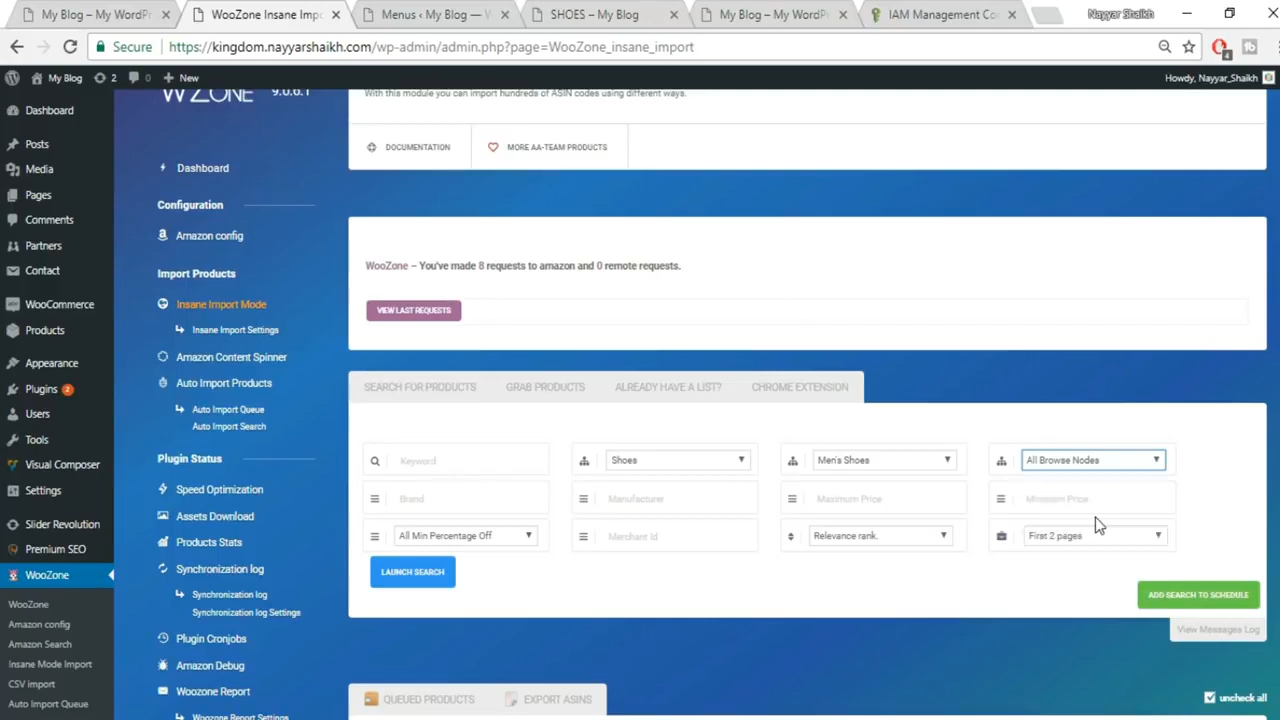 My Blog – My WordP
WooZone Insane Impo
Menus ‹ My Blog —
SHOES – My Blog
My Blog – My WordPr
IAM Management Co
Nayyar Shaikh
Secure
https://kingdom.nayyarshaikh.com/wp-admin/admin.php?page=WooZone_insane_import
4
My Blog
2
0
New
Howdy, Nayyar_Shaikh
Dashboard
Posts
Media
Pages
Comments
Partners
Contact
WooCommerce
Products
Appearance
Plugins 2
Users
Tools
Visual Composer
Settings
Slider Revolution
Premium SEO
WooZone
WooZone
Amazon config
Amazon Search
Insane Mode Import
CSV import
Auto Import Queue
WZONE 9.0.6.1
Dashboard
Configuration
Amazon config
Import Products
Insane Import Mode
Insane Import Settings
Amazon Content Spinner
Auto Import Products
Auto Import Queue
Auto Import Search
Plugin Status
Speed Optimization
Assets Download
Products Stats
Synchronization log
Synchronization log
Synchronization log Settings
Plugin Cronjobs
Amazon Debug
Woozone Report
Woozone Report Settings
With this module you can import hundreds of ASIN codes using different ways.
DOCUMENTATION
MORE AA-TEAM PRODUCTS
WooZone – You've made 8 requests to amazon and 0 remote requests.
VIEW LAST REQUESTS
SEARCH FOR PRODUCTS
GRAB PRODUCTS
ALREADY HAVE A LIST?
CHROME EXTENSION
Keyword
Shoes
Men's Shoes
All Browse Nodes
Brand
Manufacturer
Maximum Price
Minimum Price
All Min Percentage Off
Merchant Id
Relevance rank.
First 2 pages
LAUNCH SEARCH
ADD SEARCH TO SCHEDULE
View Messages Log
QUEUED PRODUCTS
EXPORT ASINS
uncheck all